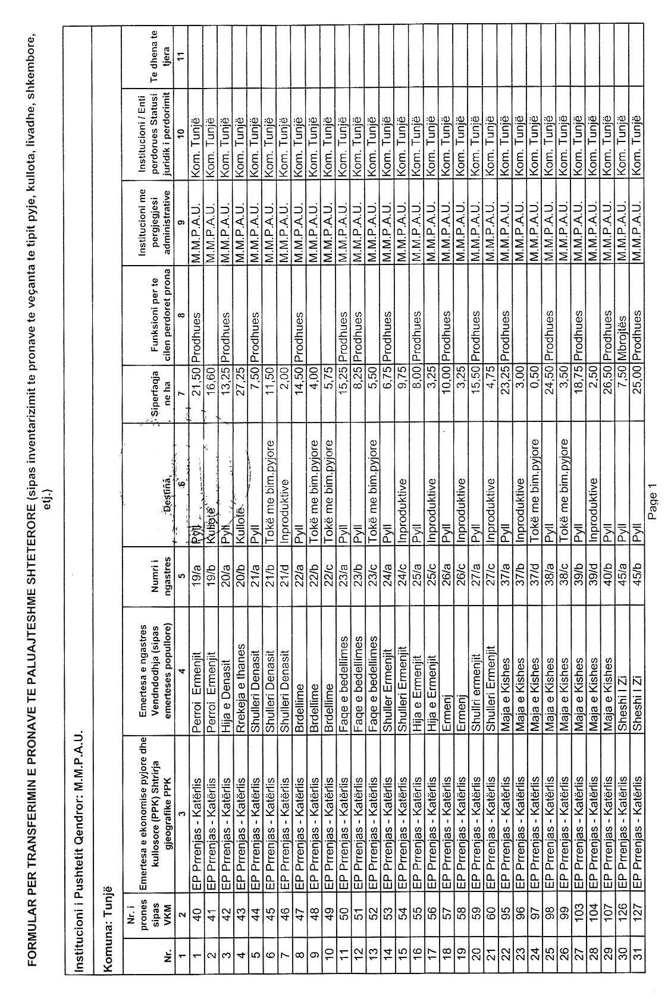 FORMULAR PER TRANSFERIMIN E PRONAVE TE PALUAJTESHME SHTETERORE (sipas inventarizimit te pronave te veçanta te tipit pyje, kullota, livadhe, shkembore,
etj.)
Institucioni i Pushtetit Qendror: M.M.P.A.U.
Komuna: Tunjë
Nr. | Nr. i prones sipas VKM | Emertesa e ekonomise pyjore dhe kullosore (PPK) Shtrirja gjeografike PPK | Emertesa e ngastres Vendndodhja (sipas emerteses popullore) | Numri i ngastres | Destina | Siperfaqja ne ha | Funksioni per te cilen perdoret prona | Institucioni me pergjegjesi administrative | Institucioni / Enti perdorues Statusi juridik i perdorimit | Te dhena te tjera
1 | 2 | 3 | 4 | 5 | 6 | 7 | 8 | 9 | 10 | 11
1 | 40 | EP Prrenjas - Katërlis | Perroi Ermenjit | 19/a | Pyll | 21,50 | Prodhues | M.M.P.A.U. | Kom. Tunjë
2 | 41 | EP Prrenjas - Katërlis | Perroi Ermenjit | 19/b | Kullotë | 16,60 | M.M.P.A.U. | Kom. Tunjë
3 | 42 | EP Prrenjas - Katërlis | Hija e Denasit | 20/a | Pyll | 13,25 | Prodhues | M.M.P.A.U. | Kom. Tunjë
4 | 43 | EP Prrenjas - Katërlis | Rrekeja e thanes | 20/b | Kullotë | 27,25 | M.M.P.A.U. | Kom. Tunjë
5 | 44 | EP Prrenjas - Katërlis | Shulleri Denasit | 21/a | Pyll | 7,50 | Prodhues | M.M.P.A.U. | Kom. Tunjë
6 | 45 | EP Prrenjas - Katërlis | Shulleri Denasit | 21/b | Tokë me bim.pyjore | 11,50 | M.M.P.A.U. | Kom. Tunjë
7 | 46 | EP Prrenjas - Katërlis | Shulleri Denasit | 21/d | Inproduktive | 2,00 | M.M.P.A.U. | Kom. Tunjë
8 | 47 | EP Prrenjas - Katërlis | Brdellime | 22/a | Pyll | 14,50 | Prodhues | M.M.P.A.U. | Kom. Tunjë
9 | 48 | EP Prrenjas - Katërlis | Brdellime | 22/b | Tokë me bim.pyjore | 4,00 | M.M.P.A.U. | Kom. Tunjë
10 | 49 | EP Prrenjas - Katërlis | Brdellime | 22/c | Tokë me bim.pyjore | 5,75 | M.M.P.A.U. | Kom. Tunjë
11 | 50 | EP Prrenjas - Katërlis | Faqe e bedellimes | 23/a | Pyll | 15,25 | Prodhues | M.M.P.A.U. | Kom. Tunjë
12 | 51 | EP Prrenjas - Katërlis | Faqe e bedellimes | 23/b | Pyll | 8,25 | Prodhues | M.M.P.A.U. | Kom. Tunjë
13 | 52 | EP Prrenjas - Katërlis | Faqe e bedellimes | 23/c | Tokë me bim.pyjore | 5,50 | M.M.P.A.U. | Kom. Tunjë
14 | 53 | EP Prrenjas - Katërlis | Shuller Ermenjit | 24/a | Pyll | 6,75 | Prodhues | M.M.P.A.U. | Kom. Tunjë
15 | 54 | EP Prrenjas - Katërlis | Shulleri Ermenjit | 24/c | Inproduktive | 9,75 | M.M.P.A.U. | Kom. Tunjë
16 | 55 | EP Prrenjas - Katërlis | Hija e Ermenjit | 25/a | Pyll | 8,00 | Prodhues | M.M.P.A.U. | Kom. Tunjë
17 | 56 | EP Prrenjas - Katërlis | Hija e Ermenjit | 25/c | Inproduktive | 3,25 | M.M.P.A.U. | Kom. Tunjë
18 | 57 | EP Prrenjas - Katërlis | Ermenj | 26/a | Pyll | 10,00 | Prodhues | M.M.P.A.U. | Kom. Tunjë
19 | 58 | EP Prrenjas - Katërlis | Ermenj | 26/c | Inproduktive | 3,25 | M.M.P.A.U. | Kom. Tunjë
20 | 59 | EP Prrenjas - Katërlis | Shullri ermenjit | 27/a | Pyll | 15,50 | Prodhues | M.M.P.A.U. | Kom. Tunjë
21 | 60 | EP Prrenjas - Katërlis | Shulleri Ermenjit | 27/c | Inproduktive | 4,75 | M.M.P.A.U. | Kom. Tunjë
22 | 95 | EP Prrenjas - Katërlis | Maja e Kishes | 37/a | Pyll | 23,25 | Prodhues | M.M.P.A.U. | Kom. Tunjë
23 | 96 | EP Prrenjas - Katërlis | Maja e Kishes | 37/b | Inproduktive | 3,00 | M.M.P.A.U. | Kom. Tunjë
24 | 97 | EP Prrenjas - Katërlis | Maja e Kishes | 37/d | Tokë me bim.pyjore | 0,50 | M.M.P.A.U. | Kom. Tunjë
25 | 98 | EP Prrenjas - Katërlis | Maja e Kishes | 38/a | Pyll | 24,50 | Prodhues | M.M.P.A.U. | Kom. Tunjë
26 | 99 | EP Prrenjas - Katërlis | Maja e Kishes | 38/c | Tokë me bim.pyjore | 3,50 | M.M.P.A.U. | Kom. Tunjë
27 | 103 | EP Prrenjas - Katërlis | Maja e Kishes | 39/b | Pyll | 18,75 | Prodhues | M.M.P.A.U. | Kom. Tunjë
28 | 104 | EP Prrenjas - Katërlis | Maja e Kishes | 39/d | Inproduktive | 2,50 | M.M.P.A.U. | Kom. Tunjë
29 | 107 | EP Prrenjas - Katërlis | Maja e Kishes | 40/b | Pyll | 26,50 | Prodhues | M.M.P.A.U. | Kom. Tunjë
30 | 126 | EP Prrenjas - Katërlis | Sheshi I Zi | 45/a | Pyll | 7,50 | Mbrojtës | M.M.P.A.U. | Kom. Tunjë
31 | 127 | EP Prrenjas - Katërlis | Sheshi I Zi | 45/b | Pyll | 25,00 | Prodhues | M.M.P.A.U. | Kom. Tunjë
Page 1